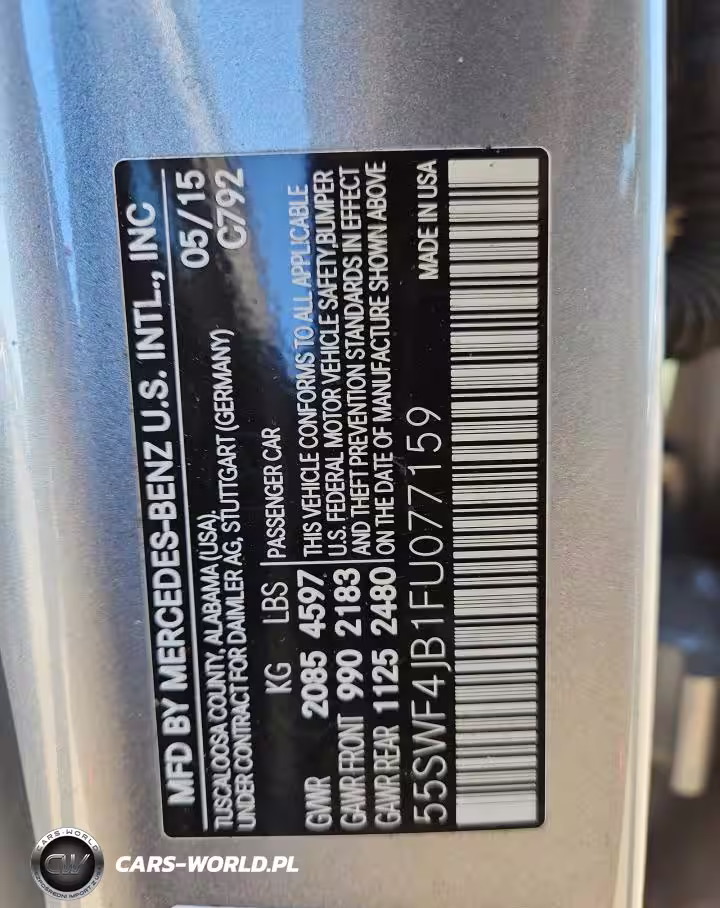 MFD BY MERCEDES-BENZ U.S. INTL., INC
TUSCALOOSA COUNTY, ALABAMA (USA) 05/15
UNDER CONTRACT FOR DAIMLER AG, STUTTGART (GERMANY) C792
KG LBS PASSENGER CAR
GVWR 2085 4597 THIS VEHICLE CONFORMS TO ALL APPLICABLE
GAWR FRONT 990 2183 U.S. FEDERAL MOTOR VEHICLE SAFETY,BUMPER
GAWR REAR 1125 2480 AND THEFT PREVENTION STANDARDS IN EFFECT
ON THE DATE OF MANUFACTURE SHOWN ABOVE
55SWF4JB1FU077159 MADE IN USA
CARS-WORLD
CW
CARS-WORLD.PL